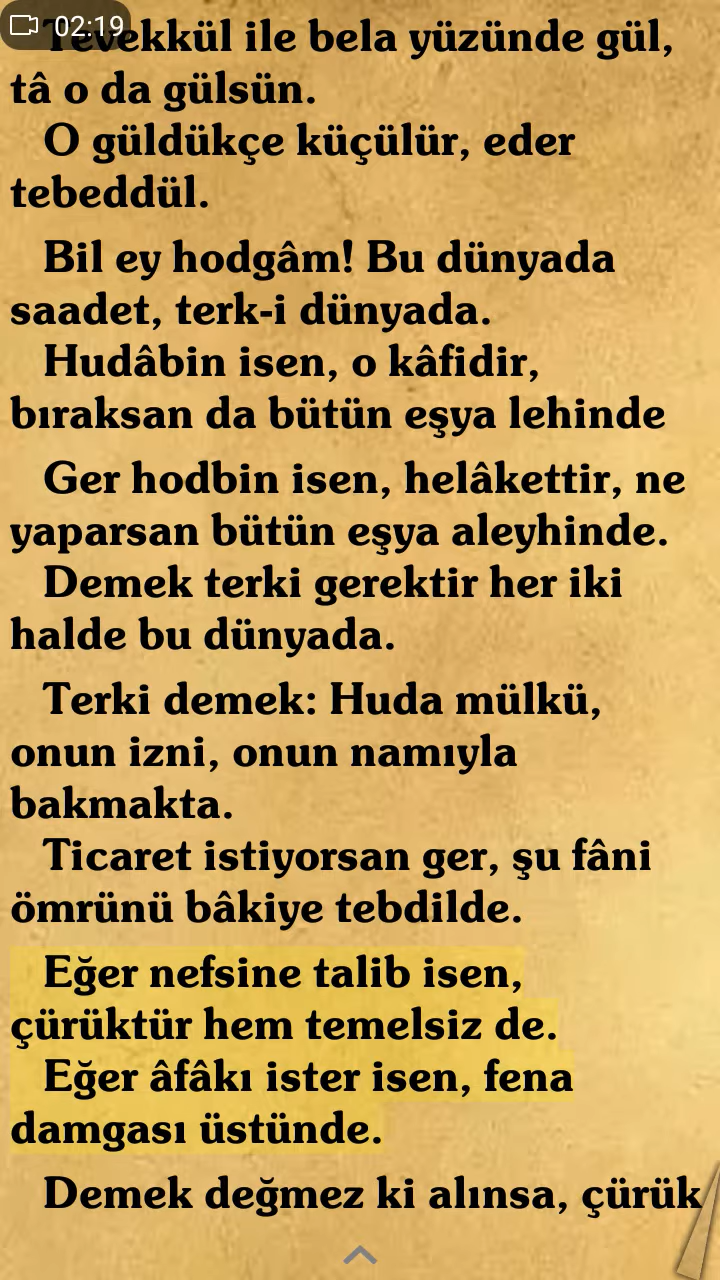 02:19
Tevekkül ile bela yüzünde gül,
tâ o da gülsün.
O güldükçe küçülür, eder
tebeddül.
Bil ey hodgâm! Bu dünyada
saadet, terk-i dünyada.
Hudâbin isen, o kâfidir,
bıraksan da bütün eşya lehinde
Ger hodbin isen, helâkettir, ne
yaparsan bütün eşya aleyhinde.
Demek terki gerektir her iki
halde bu dünyada.
Terki demek: Huda mülkü,
onun izni, onun namıyla
bakmakta.
Ticaret istiyorsan ger, şu fâni
ömrünü bâkiye tebdilde.
Eğer nefsine talib isen,
çürüktür hem temelsiz de.
Eğer âfâkı ister isen, fena
damgası üstünde.
Demek değmez ki alınsa, çürük